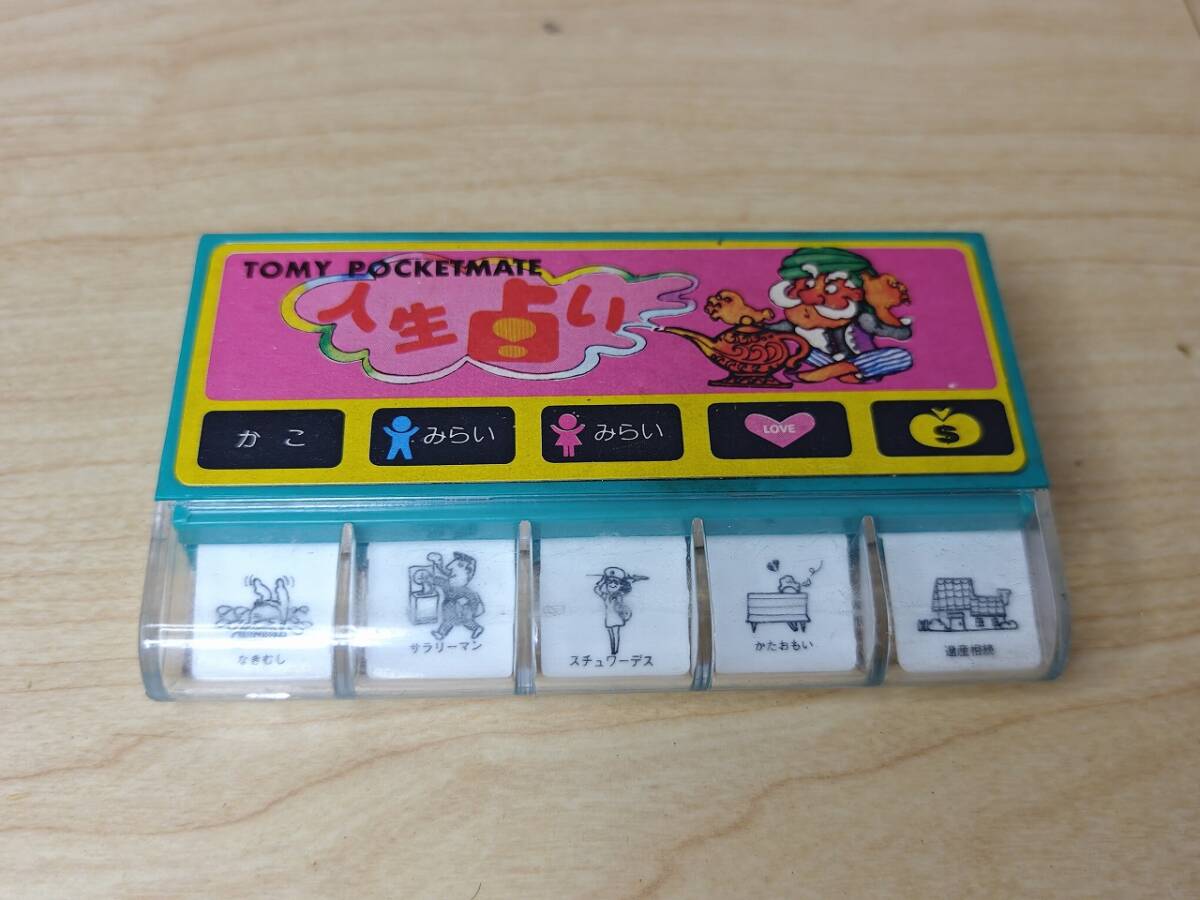 TOMY POCKETMATE
人生占い
かこ
みらい
みらい
LOVE
$
なきむし
サラリーマン
スチュワーデス
かたおもい
遺産相続